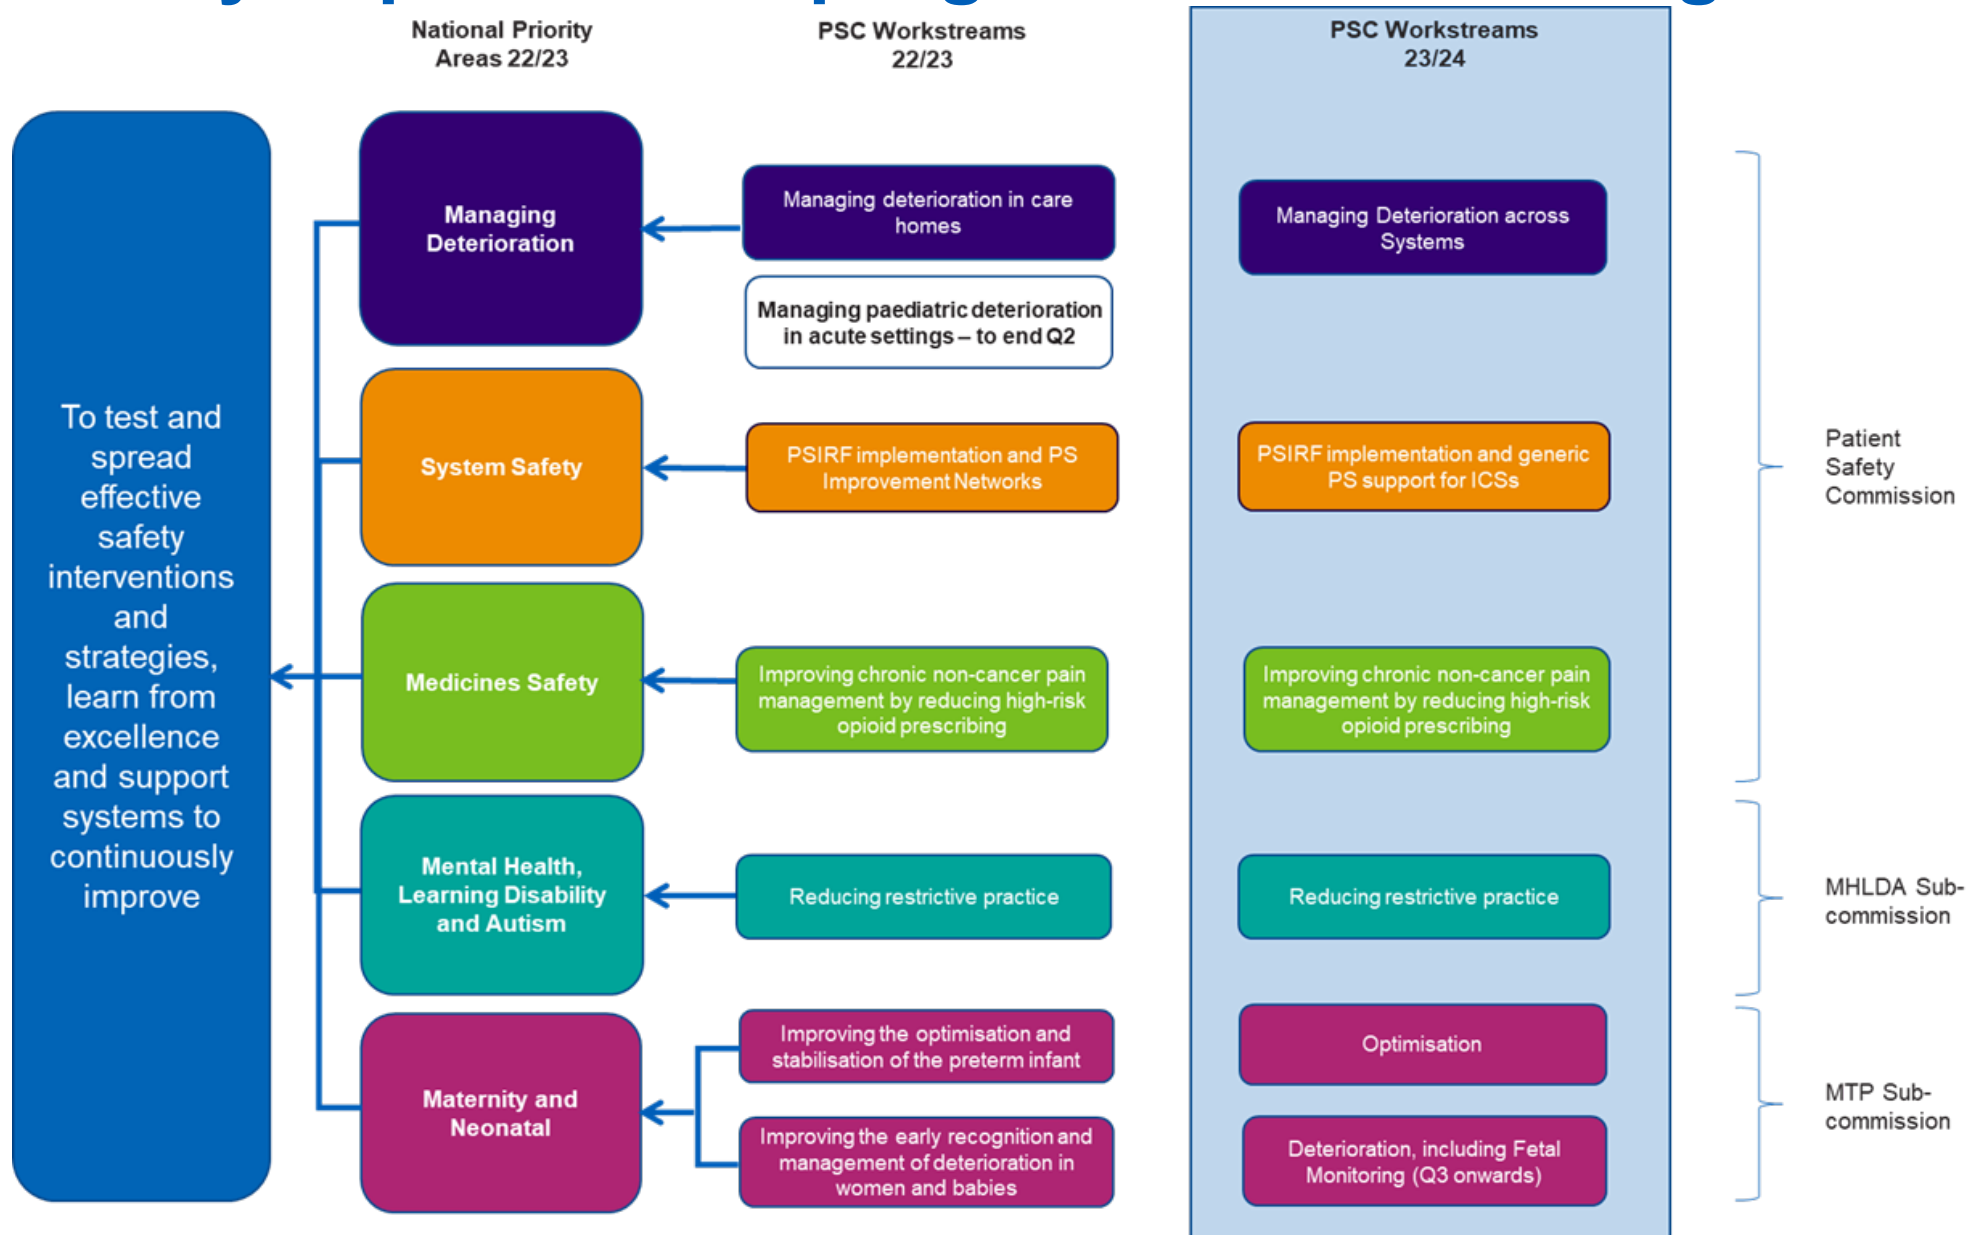 National Priority
Areas 22/23
PSC Workstreams
22/23
PSC Workstreams
23/24
To test and
spread
effective
safety
interventions
and
strategies,
learn from
excellence
and support
systems to
continuously
improve
Managing
Deterioration
Managing deterioration in care
homes
Managing paediatric deterioration
in acute settings – to end Q2
Managing Deterioration across
Systems
System Safety
PSIRF implementation and PS
Improvement Networks
PSIRF implementation and generic
PS support for ICSs
Medicines Safety
Improving chronic non-cancer pain
management by reducing high-risk
opioid prescribing
Improving chronic non-cancer pain
management by reducing high-risk
opioid prescribing
Patient
Safety
Commission
Mental Health,
Learning Disability
and Autism
Reducing restrictive practice
Reducing restrictive practice
MHLDA Sub-
commission
Maternity and
Neonatal
Improving the optimisation and
stabilisation of the preterm infant
Improving the early recognition and
management of deterioration in
women and babies
Optimisation
Deterioration, including Fetal
Monitoring (Q3 onwards)
MTP Sub-
commission